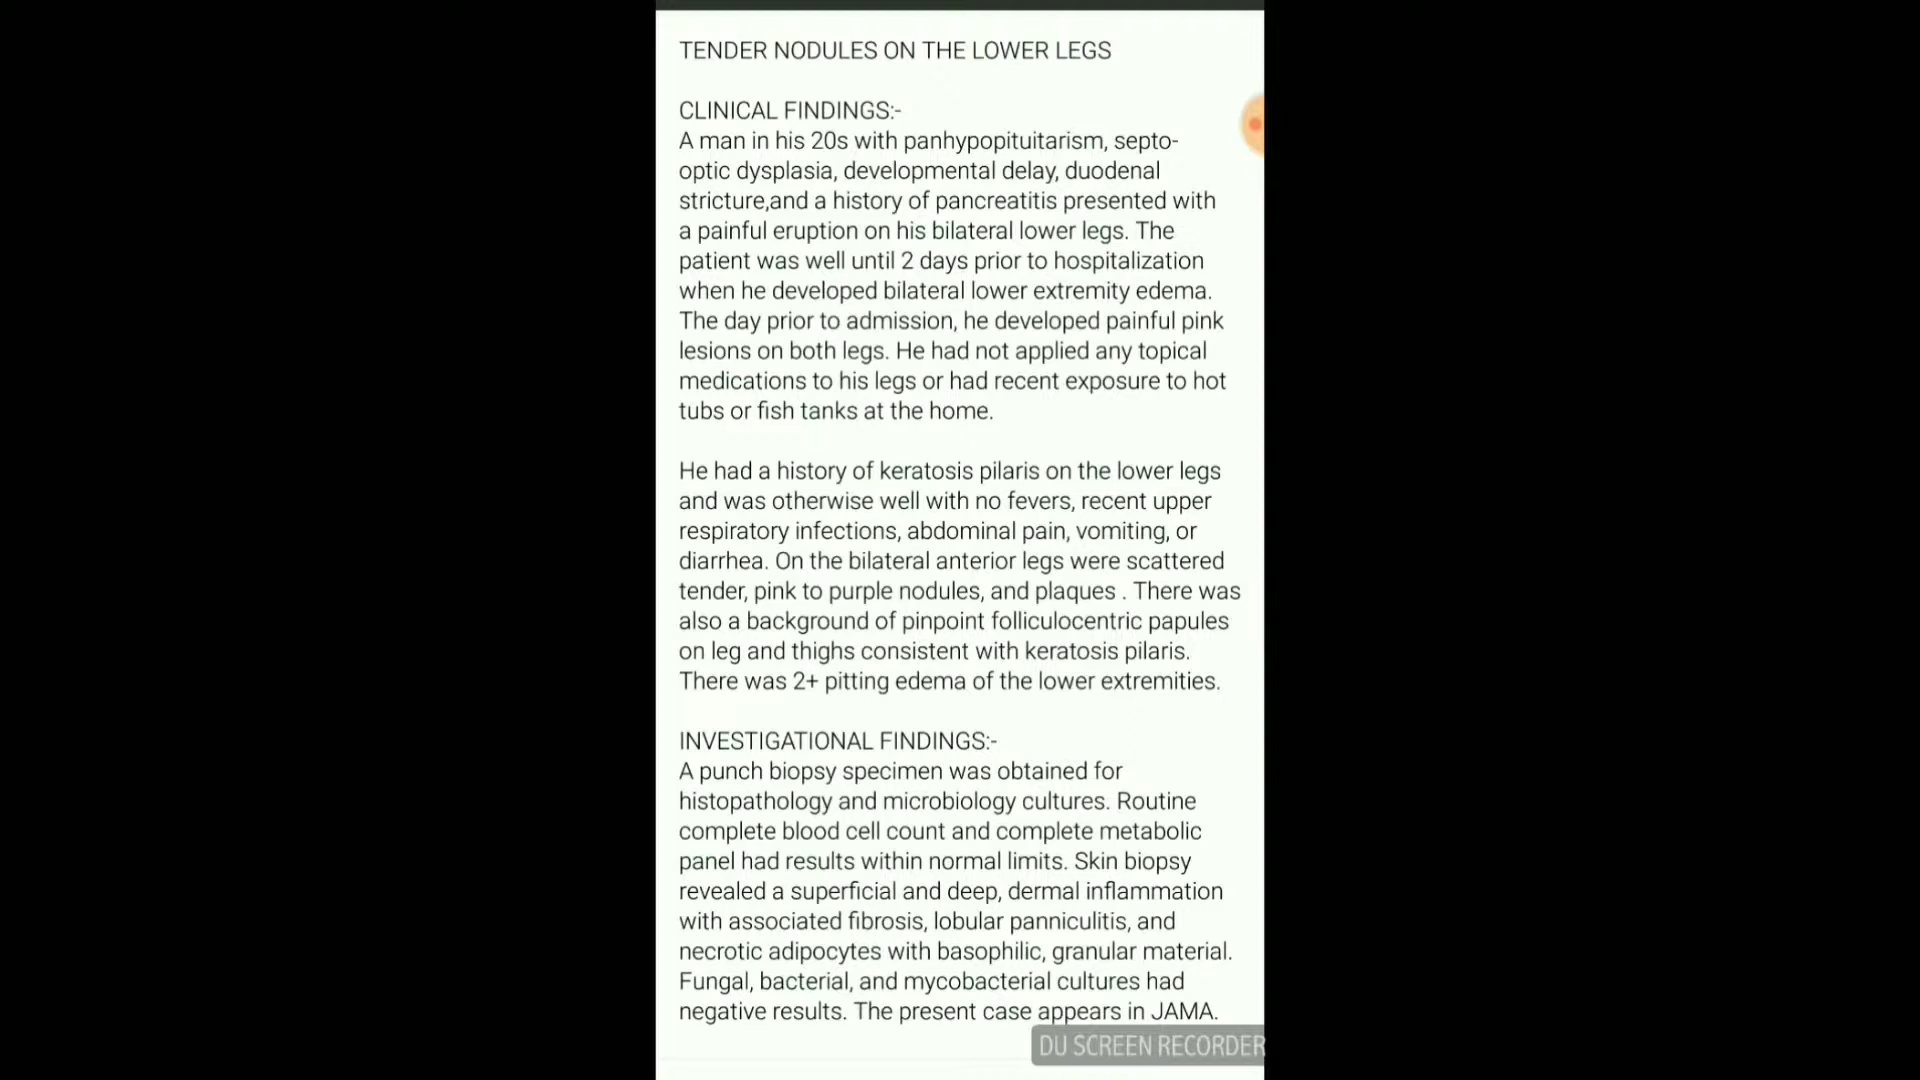 TENDER NODULES ON THE LOWER LEGS
CLINICAL FINDINGS:-
A man in his 20s with panhypopituitarism, septo-
optic dysplasia, developmental delay, duodenal
stricture,and a history of pancreatitis presented with
a painful eruption on his bilateral lower legs. The
patient was well until 2 days prior to hospitalization
when he developed bilateral lower extremity edema.
The day prior to admission, he developed painful pink
lesions on both legs. He had not applied any topical
medications to his legs or had recent exposure to hot
tubs or fish tanks at the home.
He had a history of keratosis pilaris on the lower legs
and was otherwise well with no fevers, recent upper
respiratory infections, abdominal pain, vomiting, or
diarrhea. On the bilateral anterior legs were scattered
tender, pink to purple nodules, and plaques . There was
also a background of pinpoint folliculocentric papules
on leg and thighs consistent with keratosis pilaris.
There was 2+ pitting edema of the lower extremities.
INVESTIGATIONAL FINDINGS:-
A punch biopsy specimen was obtained for
histopathology and microbiology cultures. Routine
complete blood cell count and complete metabolic
panel had results within normal limits. Skin biopsy
revealed a superficial and deep, dermal inflammation
with associated fibrosis, lobular panniculitis, and
necrotic adipocytes with basophilic, granular material.
Fungal, bacterial, and mycobacterial cultures had
negative results. The present case appears in JAMA.
DU SCREEN RECORDER